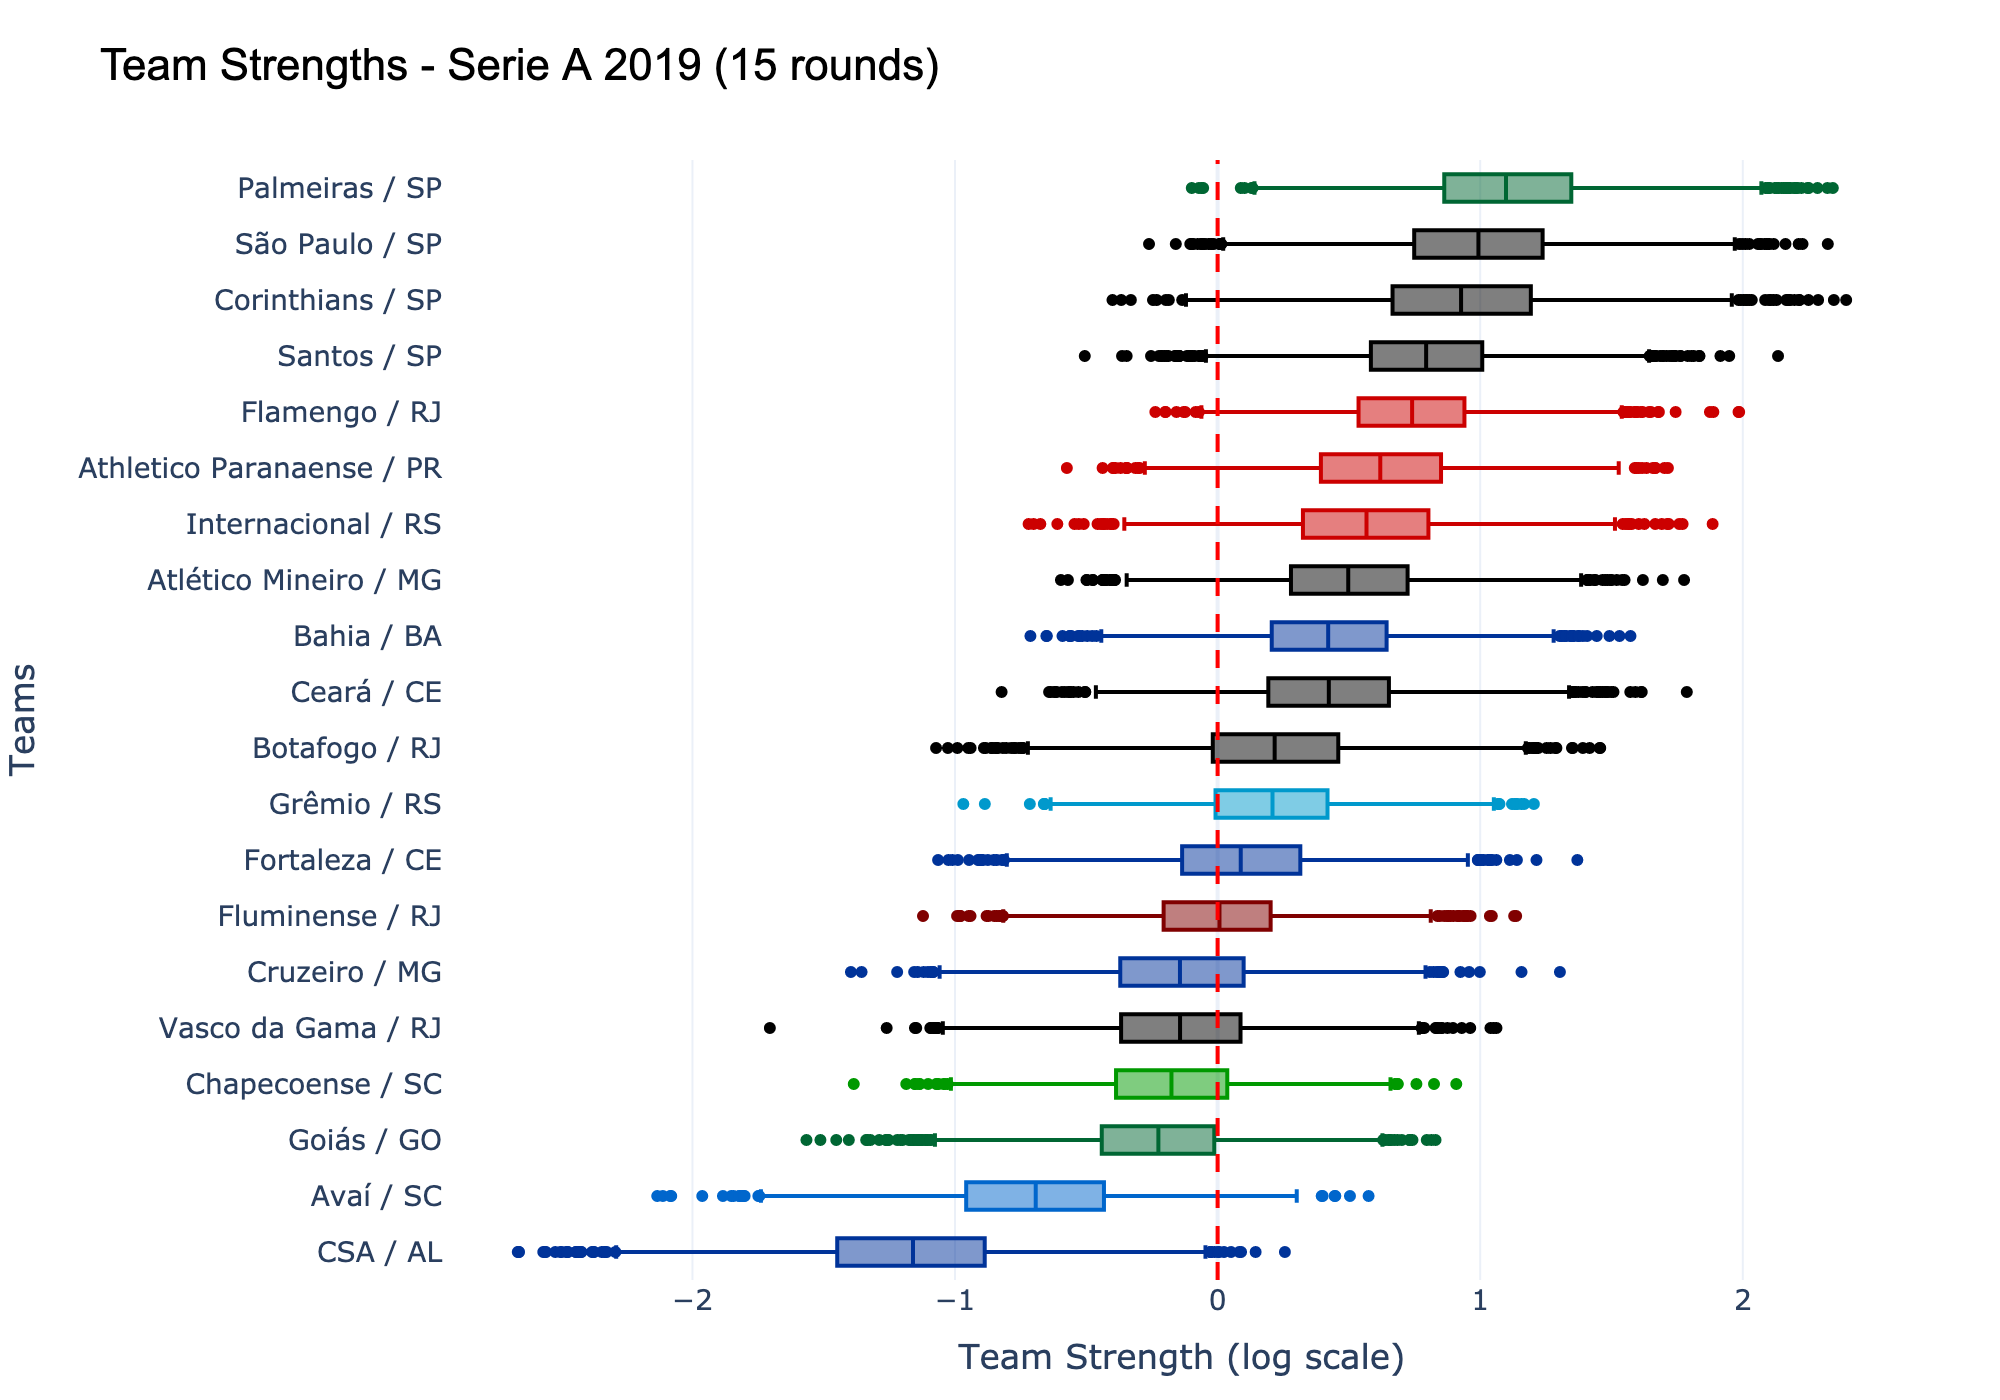 Team Strengths - Serie A 2019 (15 rounds)
Palmeiras / SP
São Paulo / SP
Corinthians / SP
Santos / SP
Flamengo / RJ
Athletico Paranaense / PR
Internacional / RS
Atlético Mineiro / MG
Bahia / BA
Ceará / CE
Botafogo / RJ
Grêmio / RS
Fortaleza / CE
Fluminense / RJ
Cruzeiro / MG
Vasco da Gama / RJ
Chapecoense / SC
Goiás / GO
Avaí / SC
CSA / AL
Teams
−2 −1 0 1 2
Team Strength (log scale)